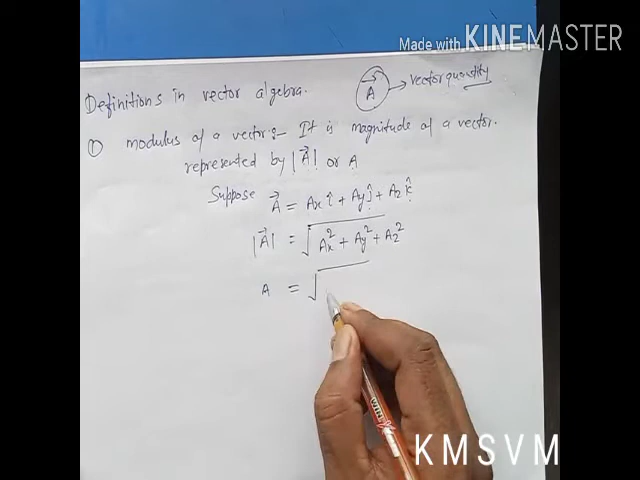 Made with KINEMASTER
Definitions in vector algebra.
A⃗ → vector quantity
① modulus of a vector:- It is magnitude of a vector.
represented by |A⃗| or A
Suppose A⃗ = Ax î + Ay ĵ + Az k̂
|A⃗| = √(Ax² + Ay² + Az²)
A = √
WIN
K M S V M